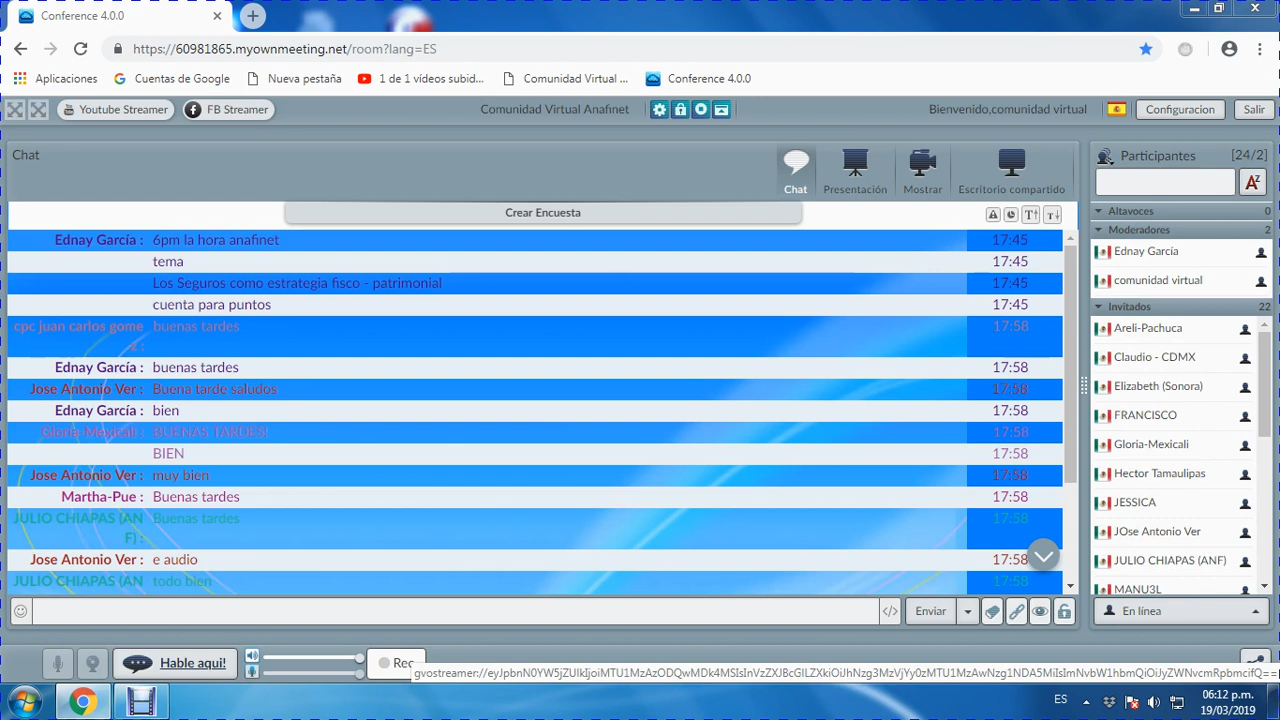 Conference 4.0.0
https://60981865.myownmeeting.net/room?lang=ES
Aplicaciones Cuentas de Google Nueva pestaña 1 de 1 vídeos subid... Comunidad Virtual ... Conference 4.0.0
Youtube Streamer FB Streamer Comunidad Virtual Anafinet Bienvenido,comunidad virtual Configuracion Salir
Chat
Chat Presentación Mostrar Escritorio compartido
Participantes [24/2]
Crear Encuesta
Ednay García : 6pm la hora anafinet 17:45
tema 17:45
Los Seguros como estrategia fisco - patrimonial 17:45
cuenta para puntos 17:45
cpc juan carlos gome buenas tardes 17:58
z :
Ednay García : buenas tardes 17:58
Jose Antonio Ver : Buena tarde saludos 17:58
Ednay García : bien 17:58
Gloria-Mexicali : BUENAS TARDES! 17:58
BIEN 17:58
Jose Antonio Ver : muy bien 17:58
Martha-Pue : Buenas tardes 17:58
JULIO CHIAPAS (AN Buenas tardes 17:58
F) :
Jose Antonio Ver : e audio 17:58
JULIO CHIAPAS (AN todo bien 17:58
Altavoces 0
Moderadores 2
Ednay García
comunidad virtual
Invitados 22
Areli-Pachuca
Claudio - CDMX
Elizabeth (Sonora)
FRANCISCO
Gloria-Mexicali
Hector Tamaulipas
JESSICA
JOse Antonio Ver
JULIO CHIAPAS (ANF)
MANU3L
Enviar
En línea
Hable aqui! Rec
ES 06:12 p.m.
19/03/2019